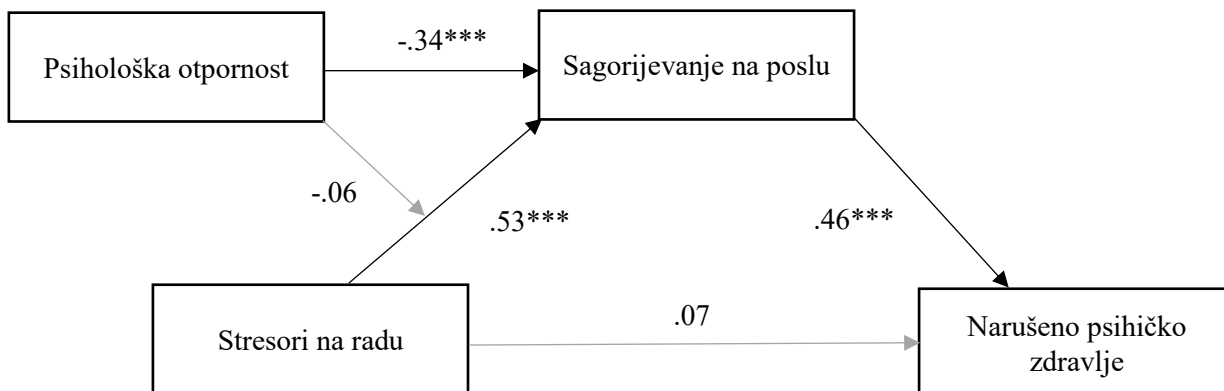 -.34***
Psihološka otpornost
Sagorijevanje na poslu
-.06
.53***
.46***
.07
Stresori na radu
Narušeno psihičko
zdravlje